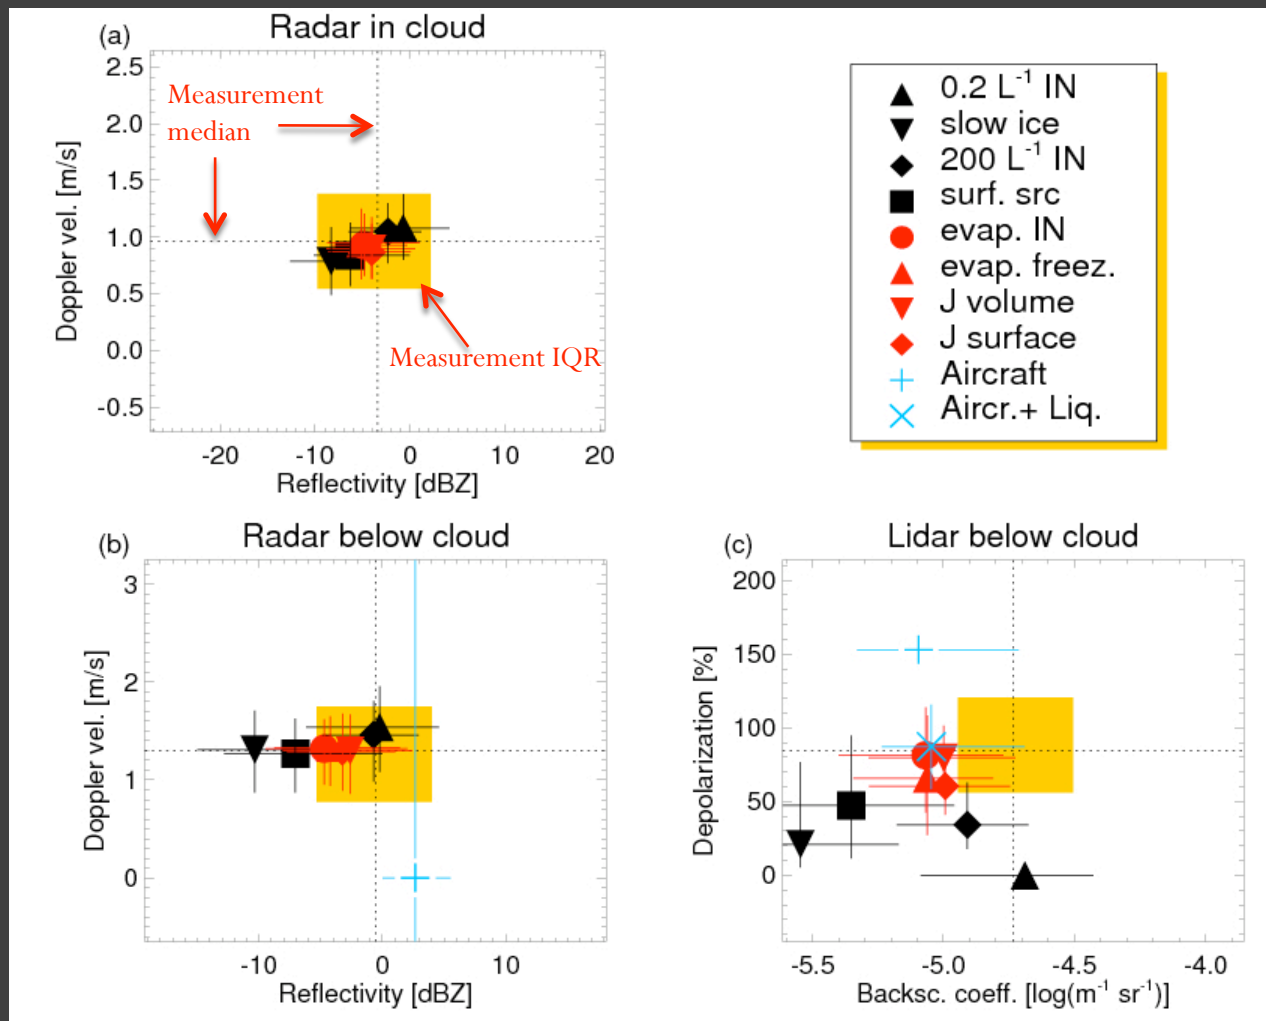 (a)
Radar in cloud
2.5
2.0
1.5
1.0
0.5
0.0
-0.5
Doppler vel. [m/s]
Measurement
median
Measurement IQR
-20 -10 0 10 20
Reflectivity [dBZ]
0.2 L⁻¹ IN
slow ice
200 L⁻¹ IN
surf. src
evap. IN
evap. freez.
J volume
J surface
Aircraft
Aircr.+ Liq.
(b)
Radar below cloud
3
2
1
0
Doppler vel. [m/s]
-10 0 10
Reflectivity [dBZ]
(c)
Lidar below cloud
200
150
100
50
0
Depolarization [%]
-5.5 -5.0 -4.5 -4.0
Backsc. coeff. [log(m⁻¹ sr⁻¹)]